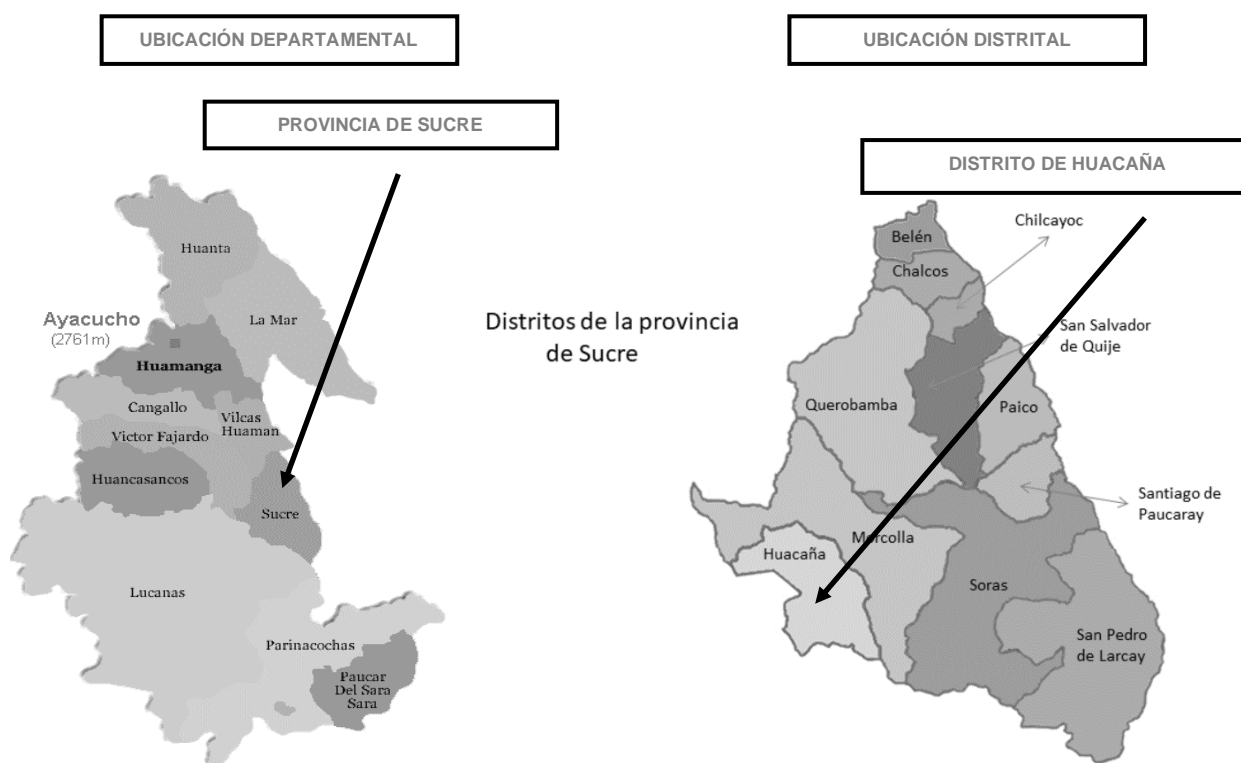 UBICACIÓN DEPARTAMENTAL
PROVINCIA DE SUCRE
Huanta
La Mar
Ayacucho
(2761m)
Huamanga
Cangallo
Vilcas
Huaman
Victor Fajardo
Huancasancos
Sucre
Lucanas
Parinacochas
Paucar
Del Sara
Sara
Distritos de la provincia
de Sucre
UBICACIÓN DISTRITAL
DISTRITO DE HUACAÑA
Chilcayoc
Belén
Chalcos
San Salvador
de Quije
Querobamba
Paico
Santiago de
Paucaray
Morcolla
Huacaña
Soras
San Pedro
de Larcay